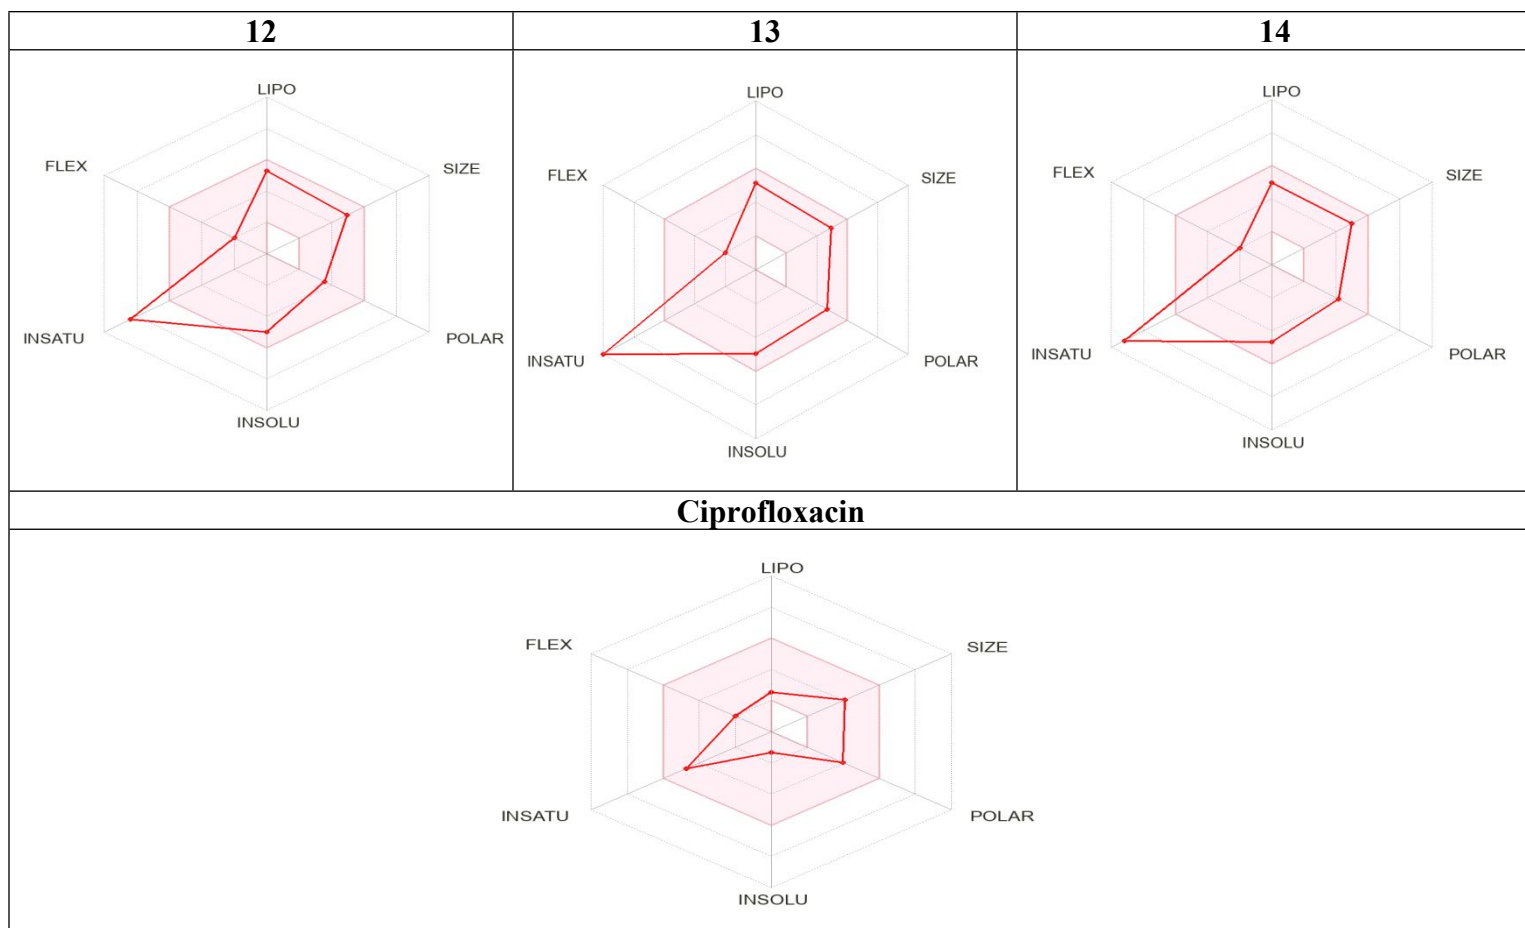 12 13 14
LIPO LIPO LIPO
FLEX SIZE FLEX SIZE FLEX SIZE
INSATU POLAR INSATU POLAR INSATU POLAR
INSOLU INSOLU INSOLU
Ciprofloxacin
LIPO
FLEX SIZE
INSATU POLAR
INSOLU